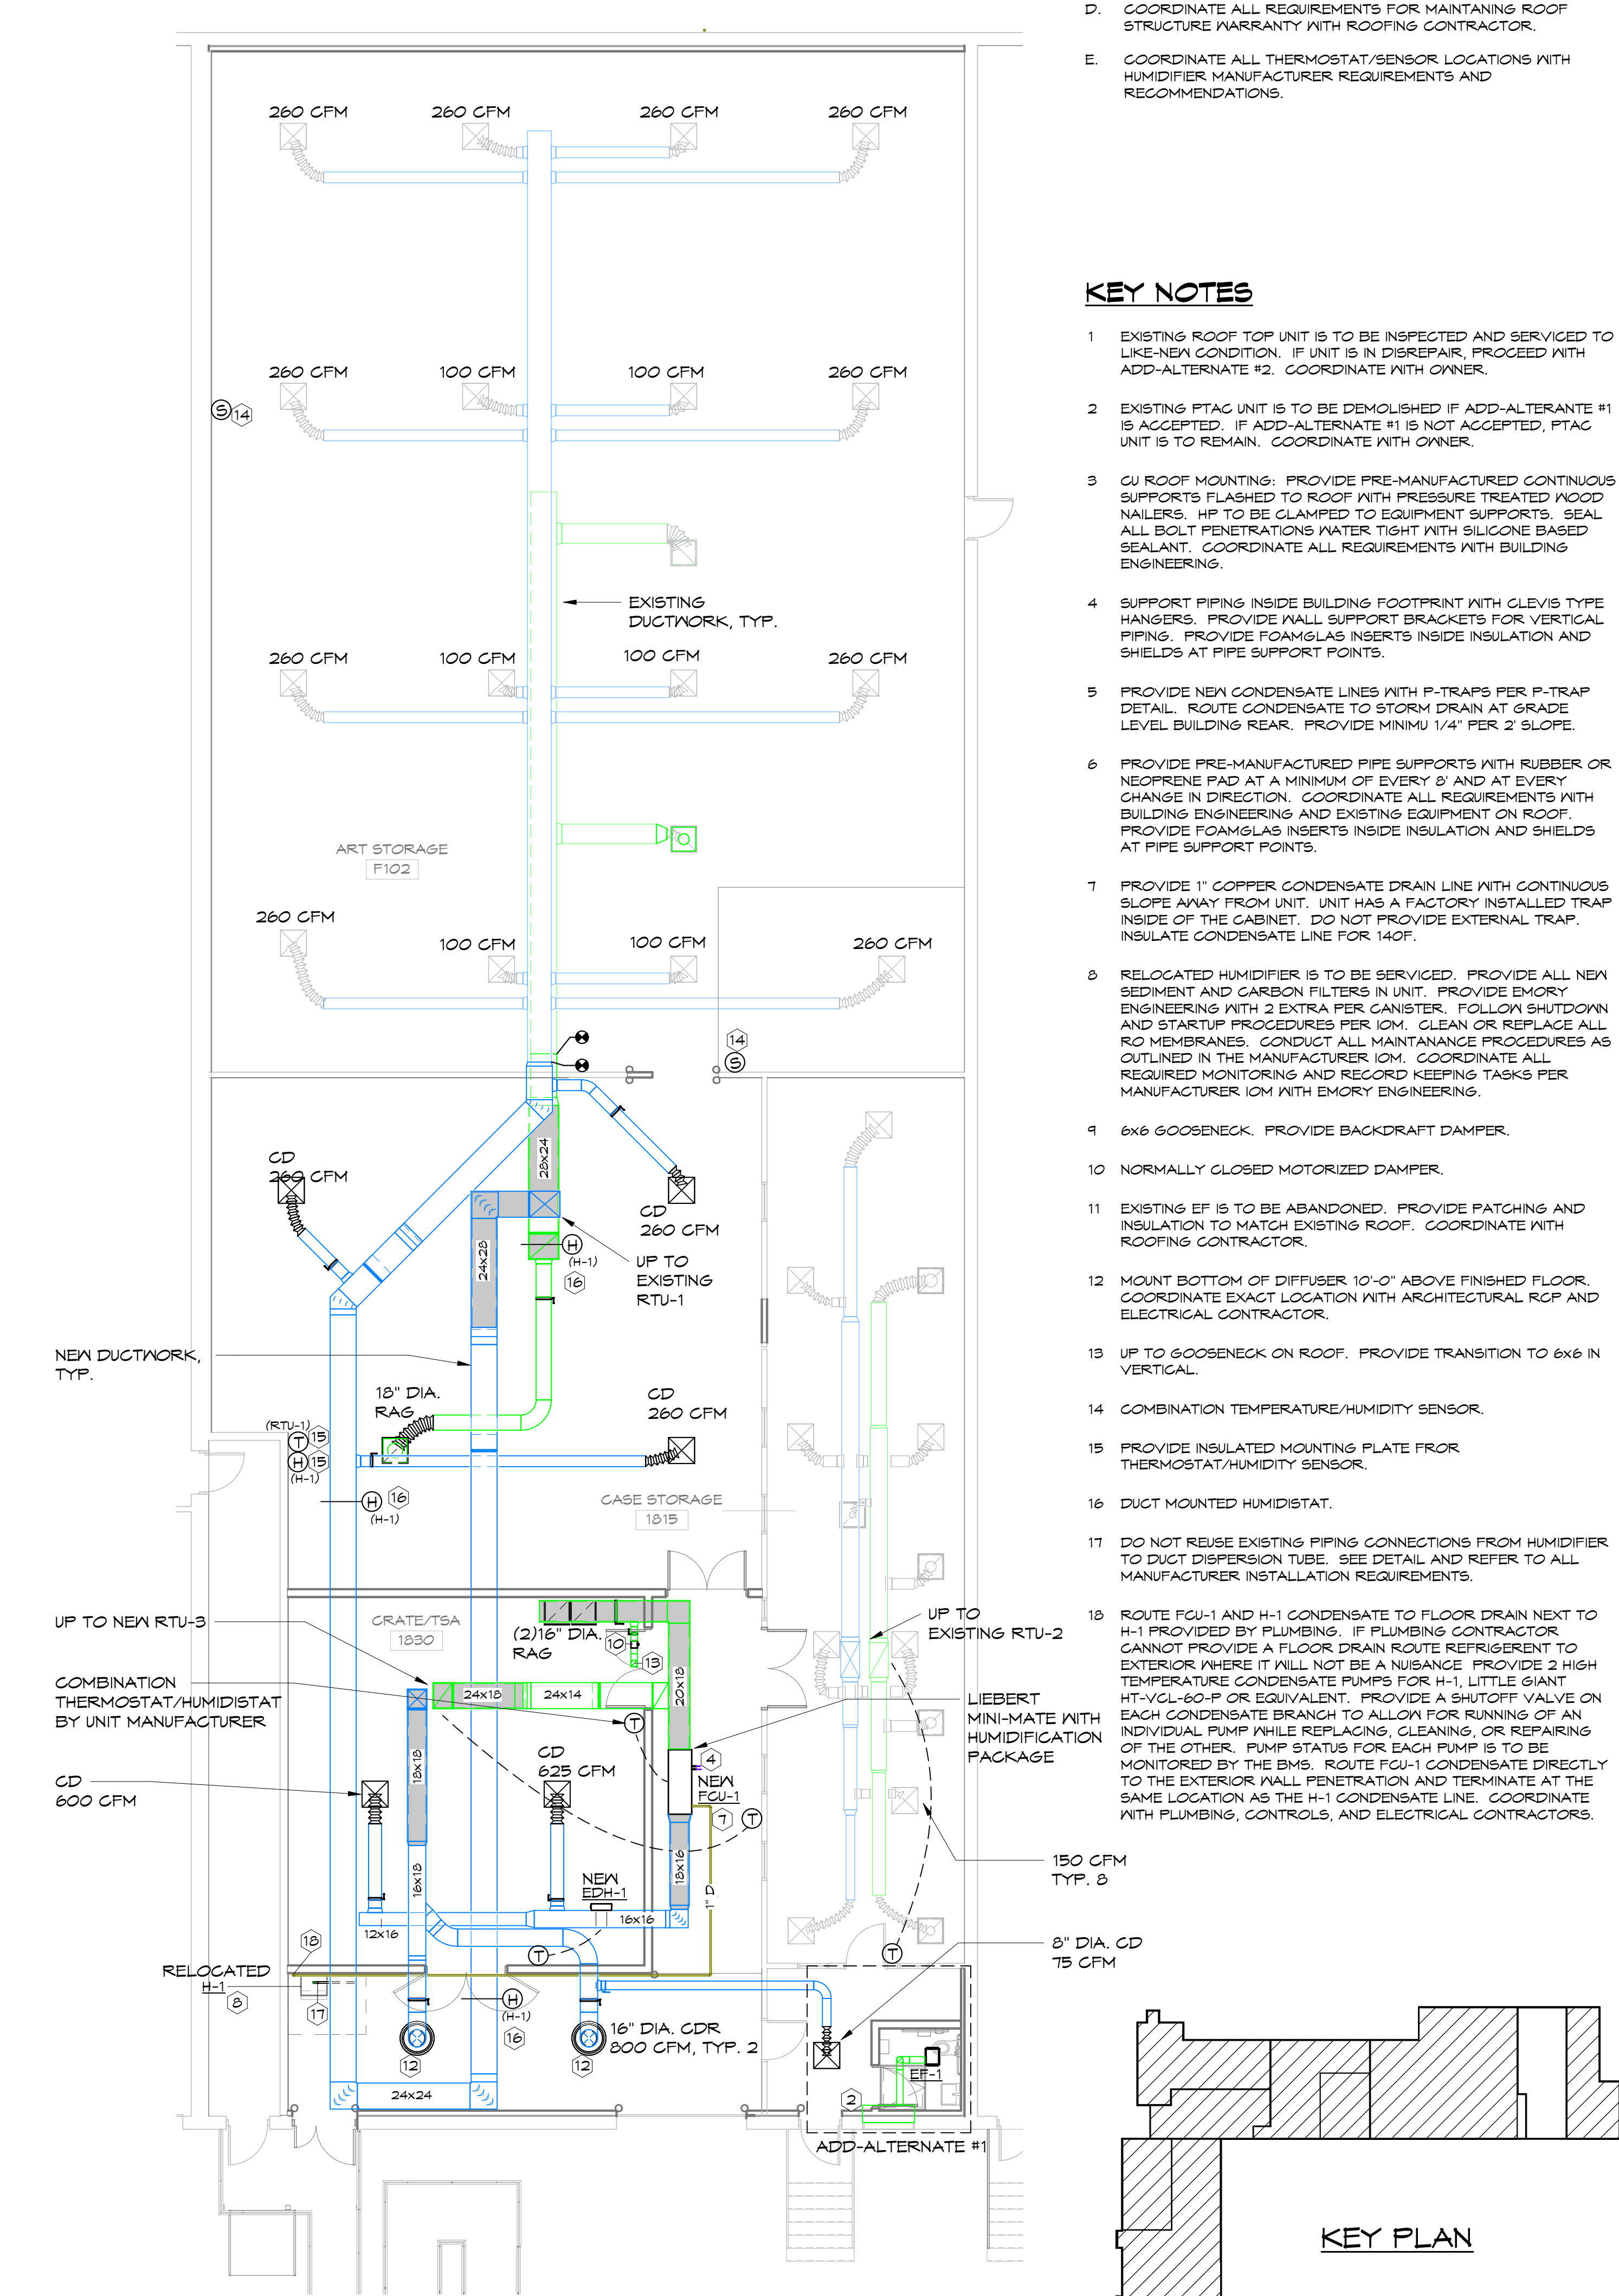 D. COORDINATE ALL REQUIREMENTS FOR MAINTANING ROOF
STRUCTURE WARRANTY WITH ROOFING CONTRACTOR.
E. COORDINATE ALL THERMOSTAT/SENSOR LOCATIONS WITH
HUMIDIFIER MANUFACTURER REQUIREMENTS AND
RECOMMENDATIONS.
KEY NOTES
1 EXISTING ROOF TOP UNIT IS TO BE INSPECTED AND SERVICED TO
LIKE-NEW CONDITION. IF UNIT IS IN DISREPAIR, PROCEED WITH
ADD-ALTERNATE #2. COORDINATE WITH OWNER.
2 EXISTING PTAC UNIT IS TO BE DEMOLISHED IF ADD-ALTERANTE #1
IS ACCEPTED. IF ADD-ALTERNATE #1 IS NOT ACCEPTED, PTAC
UNIT IS TO REMAIN. COORDINATE WITH OWNER.
3 CU ROOF MOUNTING: PROVIDE PRE-MANUFACTURED CONTINUOUS
SUPPORTS FLASHED TO ROOF WITH PRESSURE TREATED WOOD
NAILERS. HP TO BE CLAMPED TO EQUIPMENT SUPPORTS. SEAL
ALL BOLT PENETRATIONS WATER TIGHT WITH SILICONE BASED
SEALANT. COORDINATE ALL REQUIREMENTS WITH BUILDING
ENGINEERING.
4 SUPPORT PIPING INSIDE BUILDING FOOTPRINT WITH CLEVIS TYPE
HANGERS. PROVIDE WALL SUPPORT BRACKETS FOR VERTICAL
PIPING. PROVIDE FOAMGLAS INSERTS INSIDE INSULATION AND
SHIELDS AT PIPE SUPPORT POINTS.
5 PROVIDE NEW CONDENSATE LINES WITH P-TRAPS PER P-TRAP
DETAIL. ROUTE CONDENSATE TO STORM DRAIN AT GRADE
LEVEL BUILDING REAR. PROVIDE MINIMU 1/4" PER 2' SLOPE.
6 PROVIDE PRE-MANUFACTURED PIPE SUPPORTS WITH RUBBER OR
NEOPRENE PAD AT A MINIMUM OF EVERY 8' AND AT EVERY
CHANGE IN DIRECTION. COORDINATE ALL REQUIREMENTS WITH
BUILDING ENGINEERING AND EXISTING EQUIPMENT ON ROOF.
PROVIDE FOAMGLAS INSERTS INSIDE INSULATION AND SHIELDS
AT PIPE SUPPORT POINTS.
7 PROVIDE 1" COPPER CONDENSATE DRAIN LINE WITH CONTINUOUS
SLOPE AWAY FROM UNIT. UNIT HAS A FACTORY INSTALLED TRAP
INSIDE OF THE CABINET. DO NOT PROVIDE EXTERNAL TRAP.
INSULATE CONDENSATE LINE FOR 140F.
8 RELOCATED HUMIDIFIER IS TO BE SERVICED. PROVIDE ALL NEW
SEDIMENT AND CARBON FILTERS IN UNIT. PROVIDE EMORY
ENGINEERING WITH 2 EXTRA PER CANISTER. FOLLOW SHUTDOWN
AND STARTUP PROCEDURES PER IOM. CLEAN OR REPLACE ALL
RO MEMBRANES. CONDUCT ALL MAINTANANCE PROCEDURES AS
OUTLINED IN THE MANUFACTURER IOM. COORDINATE ALL
REQUIRED MONITORING AND RECORD KEEPING TASKS PER
MANUFACTURER IOM WITH EMORY ENGINEERING.
9 6x6 GOOSENECK. PROVIDE BACKDRAFT DAMPER.
10 NORMALLY CLOSED MOTORIZED DAMPER.
11 EXISTING EF IS TO BE ABANDONED. PROVIDE PATCHING AND
INSULATION TO MATCH EXISTING ROOF. COORDINATE WITH
ROOFING CONTRACTOR.
12 MOUNT BOTTOM OF DIFFUSER 10'-0" ABOVE FINISHED FLOOR.
COORDINATE EXACT LOCATION WITH ARCHITECTURAL RCP AND
ELECTRICAL CONTRACTOR.
13 UP TO GOOSENECK ON ROOF. PROVIDE TRANSITION TO 6x6 IN
VERTICAL.
14 COMBINATION TEMPERATURE/HUMIDITY SENSOR.
15 PROVIDE INSULATED MOUNTING PLATE FROR
THERMOSTAT/HUMIDITY SENSOR.
16 DUCT MOUNTED HUMIDISTAT.
17 DO NOT REUSE EXISTING PIPING CONNECTIONS FROM HUMIDIFIER
TO DUCT DISPERSION TUBE. SEE DETAIL AND REFER TO ALL
MANUFACTURER INSTALLATION REQUIREMENTS.
18 ROUTE FCU-1 AND H-1 CONDENSATE TO FLOOR DRAIN NEXT TO
H-1 PROVIDED BY PLUMBING. IF PLUMBING CONTRACTOR
CANNOT PROVIDE A FLOOR DRAIN ROUTE REFRIGERENT TO
EXTERIOR WHERE IT WILL NOT BE A NUISANCE PROVIDE 2 HIGH
TEMPERATURE CONDENSATE PUMPS FOR H-1, LITTLE GIANT
HT-VCL-60-P OR EQUIVALENT. PROVIDE A SHUTOFF VALVE ON
EACH CONDENSATE BRANCH TO ALLOW FOR RUNNING OF AN
INDIVIDUAL PUMP WHILE REPLACING, CLEANING, OR REPAIRING
OF THE OTHER. PUMP STATUS FOR EACH PUMP IS TO BE
MONITORED BY THE BMS. ROUTE FCU-1 CONDENSATE DIRECTLY
TO THE EXTERIOR WALL PENETRATION AND TERMINATE AT THE
SAME LOCATION AS THE H-1 CONDENSATE LINE. COORDINATE
WITH PLUMBING, CONTROLS, AND ELECTRICAL CONTRACTORS.
260 CFM 260 CFM 260 CFM 260 CFM
260 CFM 100 CFM 100 CFM 260 CFM
S 14
EXISTING
DUCTWORK, TYP.
260 CFM 100 CFM 100 CFM 260 CFM
ART STORAGE
F102
260 CFM 100 CFM 100 CFM 260 CFM
14
S
28x24
CD
260 CFM
CD
260 CFM
24x28
H
(H-1)
16
UP TO
EXISTING
RTU-1
NEW DUCTWORK,
TYP.
18" DIA.
RAG
CD
260 CFM
(RTU-1)
T 15
H 15
(H-1)
H 16
(H-1)
CASE STORAGE
1815
UP TO NEW RTU-3
CRATE/TSA
1830
(2)16" DIA.
RAG
10
13
UP TO
EXISTING RTU-2
COMBINATION
THERMOSTAT/HUMIDISTAT
BY UNIT MANUFACTURER
24x18
24x14
20x18
T
LIEBERT
MINI-MATE WITH
HUMIDIFICATION
PACKAGE
CD
600 CFM
18x18
CD
625 CFM
4
NEW
FCU-1
7
T
16x18
18x16
1" D
150 CFM
TYP. 8
NEW
EDH-1
12x16
16x16
T
T
8" DIA. CD
75 CFM
18
RELOCATED
H-1
8
17
H
(H-1)
16
16" DIA. CDR
800 CFM, TYP. 2
12
12
24x24
EF-1
2
ADD-ALTERNATE #1
KEY PLAN